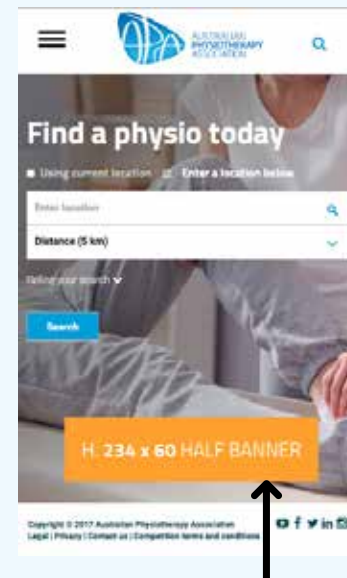 APA
AUSTRALIAN
PHYSIOTHERAPY
ASSOCIATION
Find a physio today
Using current location Enter a location below
Enter location
Distance (5 km)
Refine your search
Search
H: 234 x 60 HALF BANNER
Copyright © 2017 Australian Physiotherapy Association
Legal | Privacy | Contact us | Competition terms and conditions